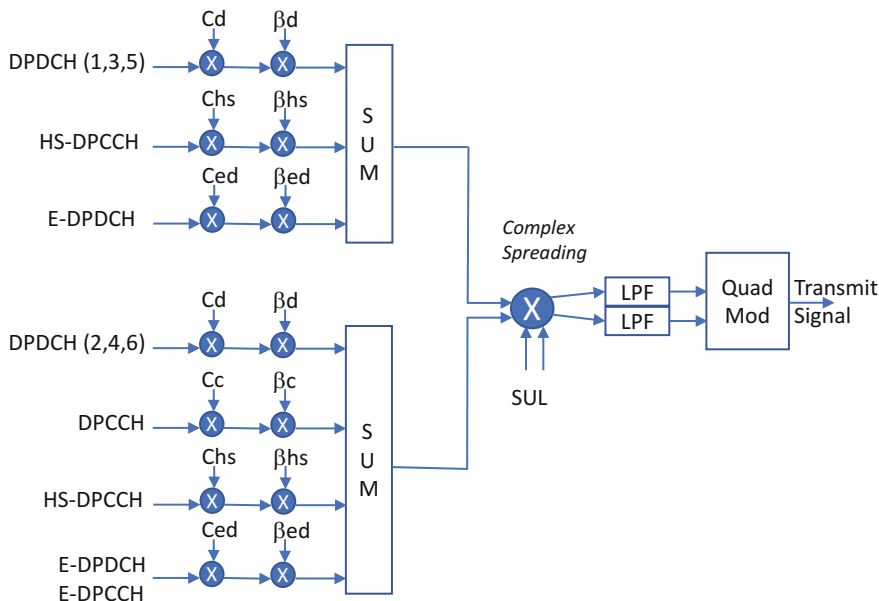 Cd βd
DPDCH (1,3,5) X X
Chs βhs
HS-DPCCH X X
Ced βed
E-DPDCH X X
S
U
M
Complex
Spreading
Cd βd
DPDCH (2,4,6) X X
Cc βc
DPCCH X X
Chs βhs
HS-DPCCH X X
Ced βed
E-DPDCH X X
E-DPCCH
S
U
M
X
SUL
LPF
LPF
Quad
Mod
Transmit
Signal